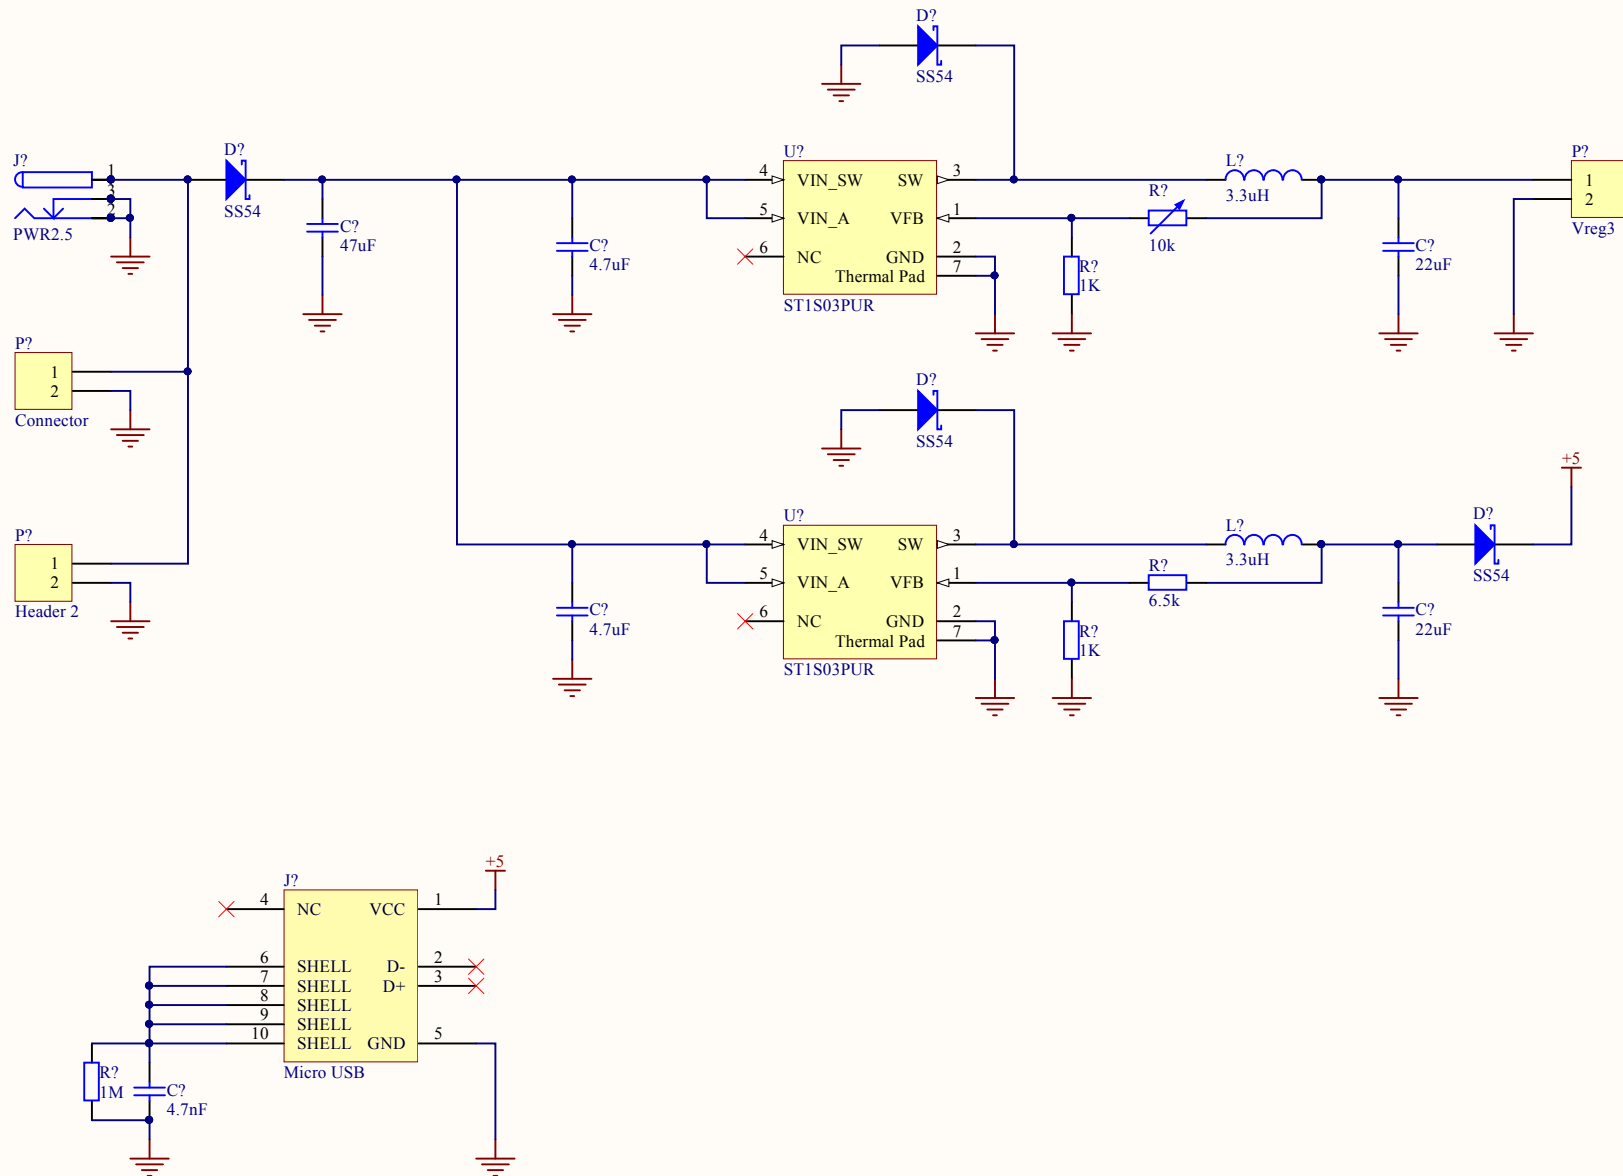 D?
SS54
J?
1
3
2
PWR2.5
D?
SS54
C?
47uF
C?
4.7uF
U?
4 VIN_SW SW 3
5 VIN_A VFB 1
6 NC GND 2
Thermal Pad 7
ST1S03PUR
L?
3.3uH
R?
10k
R?
1K
C?
22uF
P?
1
2
Vreg3
P?
1
2
Connector
D?
SS54
P?
1
2
Header 2
C?
4.7uF
U?
4 VIN_SW SW 3
5 VIN_A VFB 1
6 NC GND 2
Thermal Pad 7
ST1S03PUR
L?
3.3uH
R?
6.5k
R?
1K
C?
22uF
D?
SS54
+5
+5
J?
4 NC VCC 1
6 SHELL D- 2
7 SHELL D+ 3
8 SHELL
9 SHELL
10 SHELL GND 5
Micro USB
R?
1M
C?
4.7nF